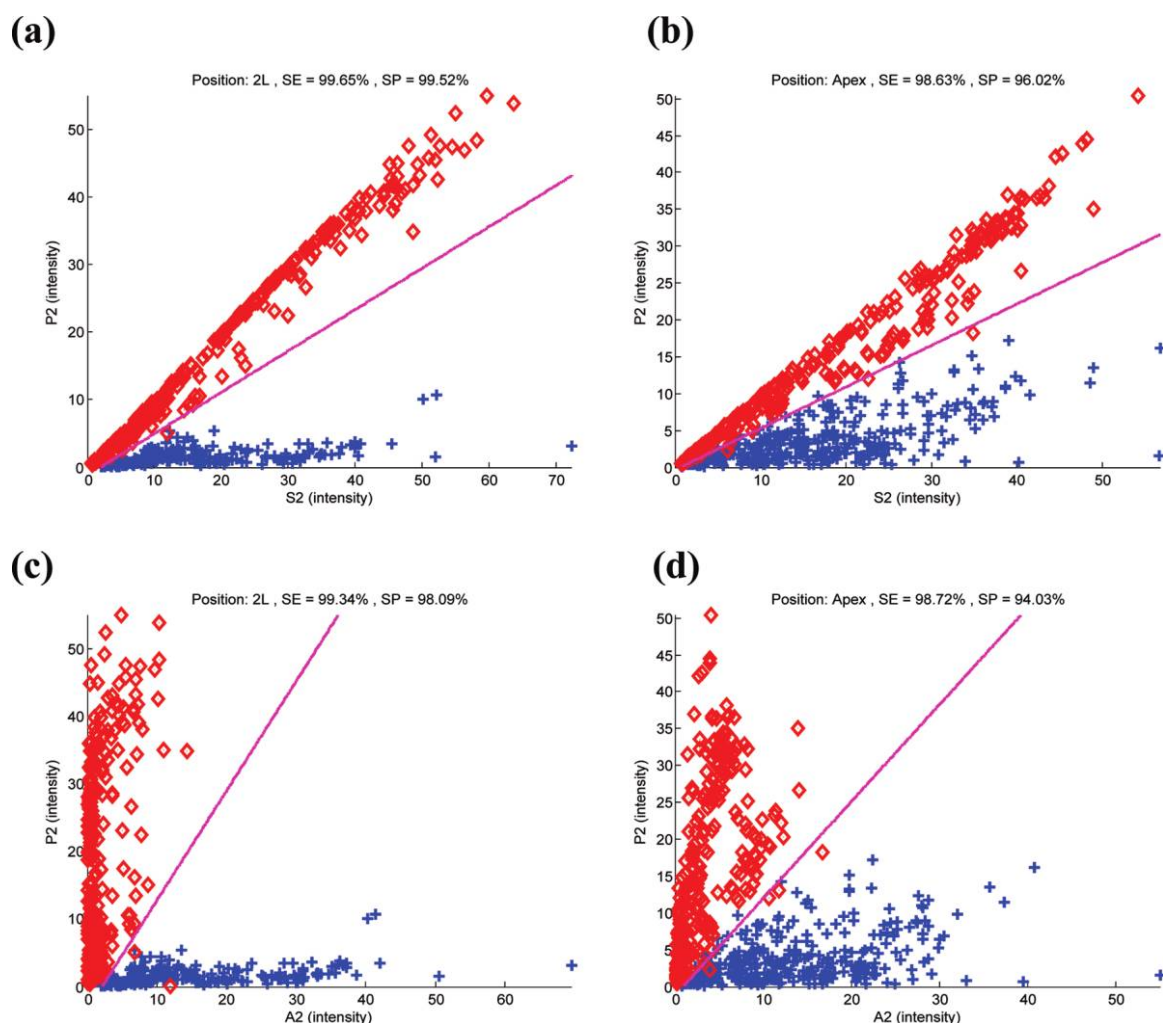 (a)
Position: 2L , SE = 99.65% , SP = 99.52%
P2 (intensity)
50
40
30
20
10
0
0 10 20 30 40 50 60 70
S2 (intensity)
(b)
Position: Apex , SE = 98.63% , SP = 96.02%
P2 (intensity)
50
45
40
35
30
25
20
15
10
5
0
0 10 20 30 40 50
S2 (intensity)
(c)
Position: 2L , SE = 99.34% , SP = 98.09%
P2 (intensity)
50
40
30
20
10
0
0 10 20 30 40 50 60
A2 (intensity)
(d)
Position: Apex , SE = 98.72% , SP = 94.03%
P2 (intensity)
50
45
40
35
30
25
20
15
10
5
0
0 10 20 30 40 50
A2 (intensity)